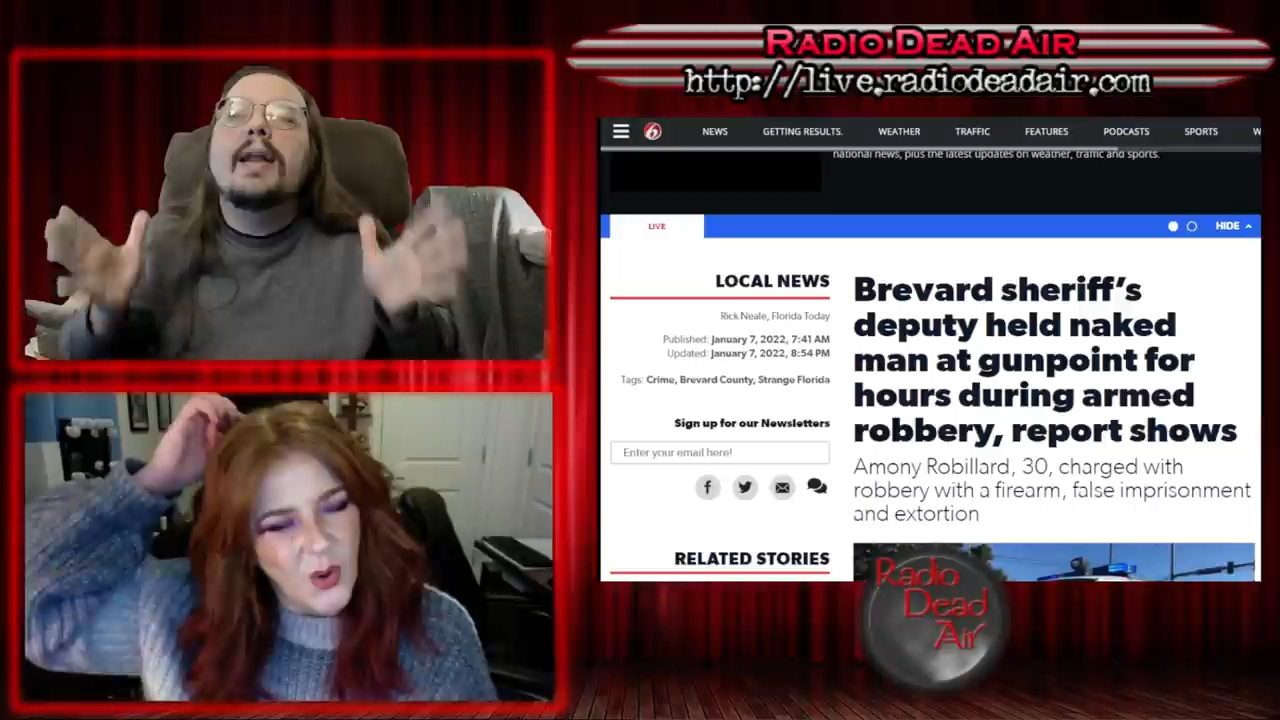 RADIO DEAD AIR
http://live.radiodeadair.com
6 NEWS GETTING RESULTS. WEATHER TRAFFIC FEATURES PODCASTS SPORTS W
national news, plus the latest updates on weather, traffic and sports.
LIVE
HIDE
LOCAL NEWS
Rick Neale, Florida Today
Published: January 7, 2022, 7:41 AM
Updated: January 7, 2022, 8:54 PM
Tags: Crime, Brevard County, Strange Florida
Sign up for our Newsletters
Enter your email here!
RELATED STORIES
Brevard sheriff's
deputy held naked
man at gunpoint for
hours during armed
robbery, report shows
Amony Robillard, 30, charged with
robbery with a firearm, false imprisonment
and extortion
Radio
Dead
Air